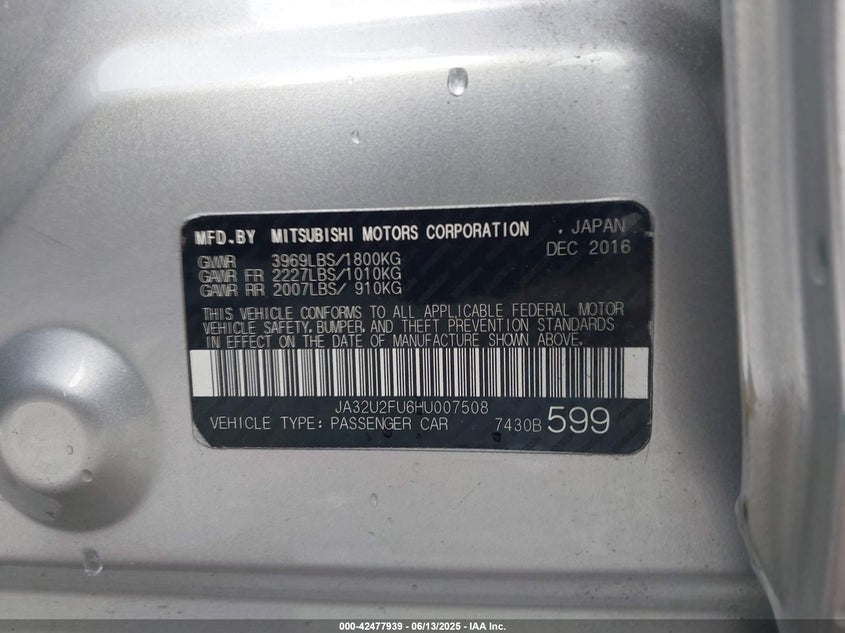 MFD.BY MITSUBISHI MOTORS CORPORATION , JAPAN
DEC 2016
GVWR 3969LBS/1800KG
GAWR FR 2227LBS/1010KG
GAWR RR 2007LBS/ 910KG
THIS VEHICLE CONFORMS TO ALL APPLICABLE FEDERAL MOTOR
VEHICLE SAFETY, BUMPER, AND THEFT PREVENTION STANDARDS
IN EFFECT ON THE DATE OF MANUFACTURE SHOWN ABOVE.
JA32U2FU6HU007508
VEHICLE TYPE: PASSENGER CAR 7430B 599
000-42477939 - 06/13/2025 - IAA Inc.